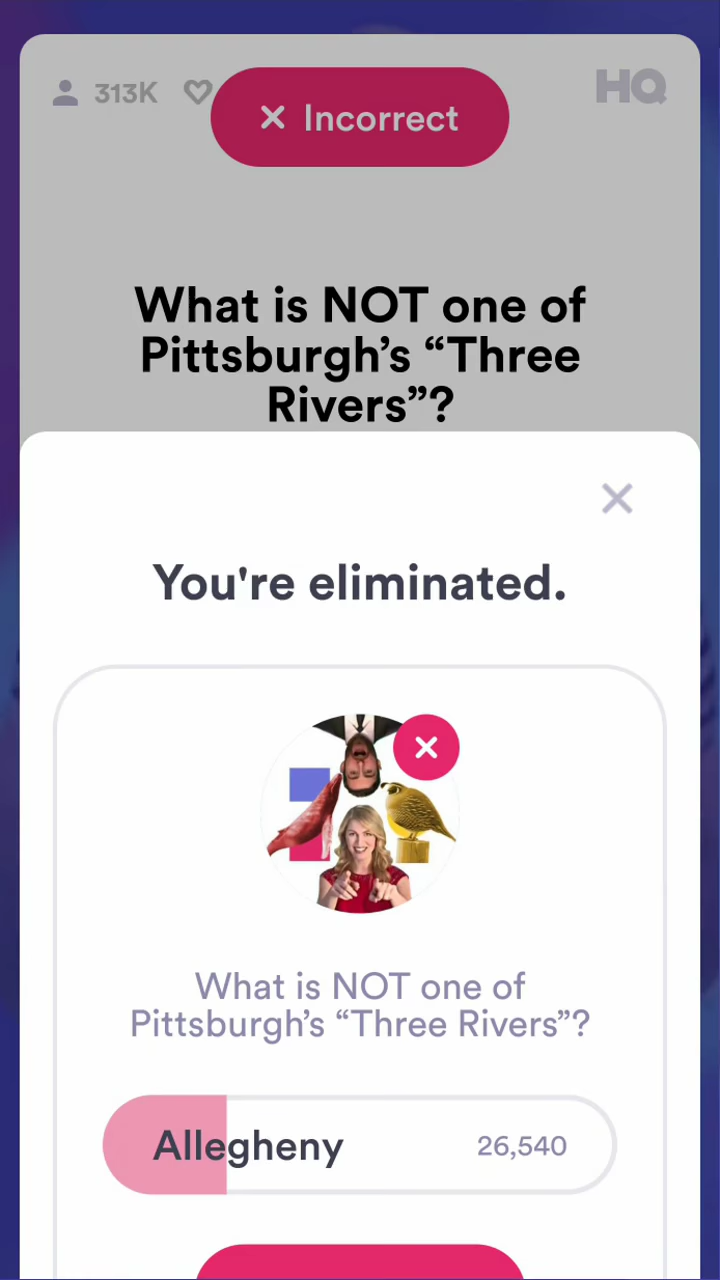 313K
× Incorrect
HQ
What is NOT one of
Pittsburgh’s “Three
Rivers”?
You're eliminated.
What is NOT one of
Pittsburgh’s “Three Rivers”?
Allegheny 26,540